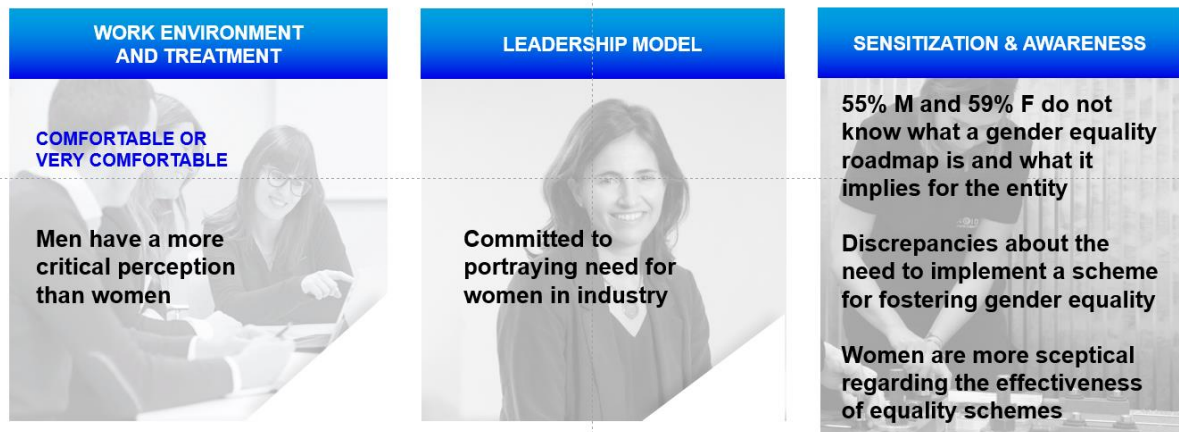 WORK ENVIRONMENT
AND TREATMENT
COMFORTABLE OR
VERY COMFORTABLE
Men have a more
critical perception
than women
LEADERSHIP MODEL
Committed to
portraying need for
women in industry
SENSITIZATION & AWARENESS
55% M and 59% F do not
know what a gender equality
roadmap is and what it
implies for the entity
Discrepancies about the
need to implement a scheme
for fostering gender equality
Women are more sceptical
regarding the effectiveness
of equality schemes